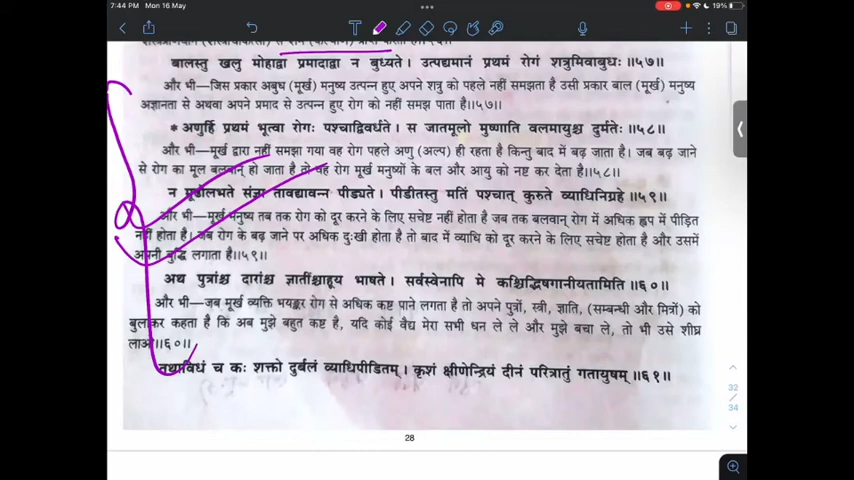 7:44 PM Mon 16 May
19%
बालस्तु खलु मोहाद्वा प्रमादाद्वा न बुध्यते । उत्पद्यमानं प्रथमं रोगं शत्रुमिवाबुधः॥५७॥
और भी—जिस प्रकार अबुध (मूर्ख) मनुष्य उत्पन्न हुए अपने शत्रु को पहले नहीं समझता है उसी प्रकार बाल (मूर्ख) मनुष्य
अज्ञानता से अथवा अपने प्रमाद से उत्पन्न हुए रोग को नहीं समझ पाता है॥५७॥
*अणुर्हि प्रथमं भूत्वा रोगः पश्चाद्विवर्धते । स जातमूलो मुष्णाति वलमायुश्च दुर्मतेः॥५८॥
और भी—मूर्ख द्वारा नहीं समझा गया वह रोग पहले अणु (अल्प) ही रहता है किन्तु बाद में बढ़ जाता है। जब बढ़ जाने
से रोग का मूल बलवान् हो जाता है तो वह रोग मूर्ख मनुष्यों के बल और आयु को नष्ट कर देता है॥५८॥
न मूढोलभते संज्ञां तावद्यावन्न पीड्यते । पीडीतस्तु मतिं पश्चात् कुरुते व्याधिनिग्रहे॥५९॥
और भी—मूर्ख मनुष्य तब तक रोग को दूर करने के लिए सचेष्ट नहीं होता है जब तक बलवान् रोग में अधिक रूप में पीड़ित
नहीं होता है। जब रोग के बढ़ जाने पर अधिक दुःखी होता है तो बाद में व्याधि को दूर करने के लिए सचेष्ट होता है और उसमें
अपनी बुद्धि लगाता है॥५९॥
अथ पुत्रांश्च दारांश्च ज्ञातींश्चाहूय भाषते । सर्वस्वेनापि मे कश्चिद्भिषगानीयतामिति॥६०॥
और भी—जब मूर्ख व्यक्ति भयङ्कर रोग से अधिक कष्ट पाने लगता है तो अपने पुत्रों, स्त्री, ज्ञाति, (सम्बन्धी और मित्रों) को
बुलाकर कहता है कि अब मुझे बहुत कष्ट है, यदि कोई वैद्य मेरा सभी धन ले ले और मुझे बचा ले, तो भी उसे शीघ्र
लाओ॥६०॥
तथाविधं च कः शक्तो दुर्बलं व्याधिपीडितम् । कृशं क्षीणेन्द्रियं दीनं परित्रातुं गतायुषम्॥६१॥
28
32
/
34